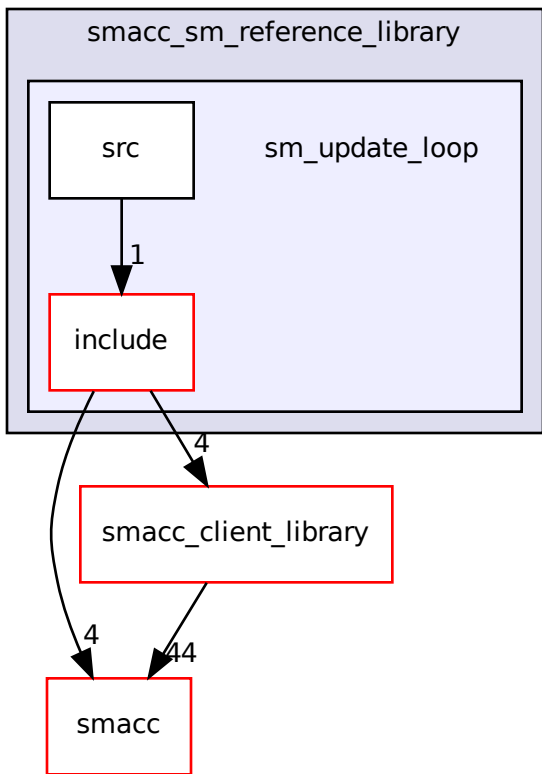 smacc_sm_reference_library
src
sm_update_loop
1
include
4
smacc_client_library
4
44
smacc